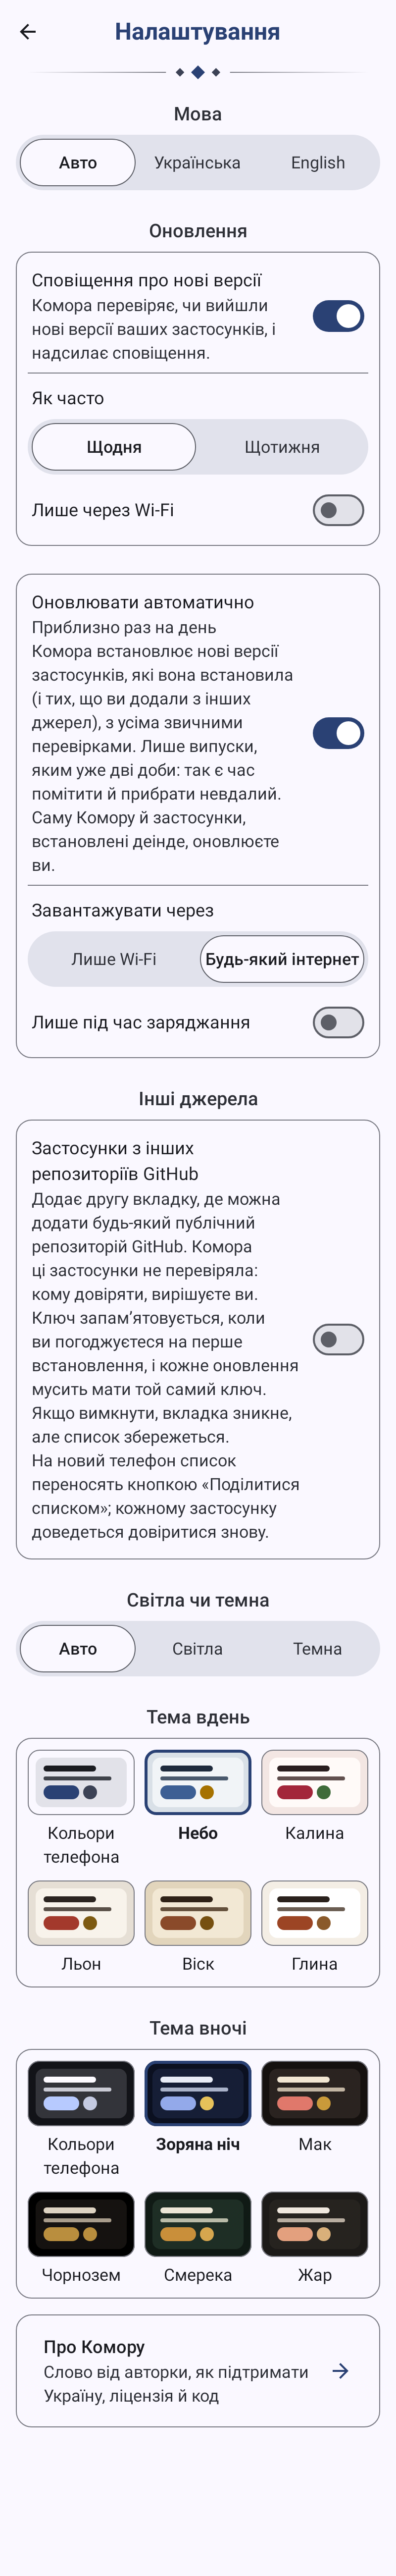 Налаштування
Мова
Авто
Українська
English
Оновлення
Сповіщення про нові версії
Комора перевіряє, чи вийшли
нові версії ваших застосунків, і
надсилає сповіщення.
Як часто
Щодня
Щотижня
Лише через Wi-Fi
Оновлювати автоматично
Приблизно раз на день
Комора встановлює нові версії
застосунків, які вона встановила
(і тих, що ви додали з інших
джерел), з усіма звичними
перевірками. Лише випуски,
яким уже дві доби: так є час
помітити й прибрати невдалий.
Саму Комору й застосунки,
встановлені деінде, оновлюєте
ви.
Завантажувати через
Лише Wi-Fi
Будь-який інтернет
Лише під час заряджання
Інші джерела
Застосунки з інших
репозиторіїв GitHub
Додає другу вкладку, де можна
додати будь-який публічний
репозиторій GitHub. Комора
ці застосунки не перевіряла:
кому довіряти, вирішуєте ви.
Ключ запам’ятовується, коли
ви погоджуєтеся на перше
встановлення, і кожне оновлення
мусить мати той самий ключ.
Якщо вимкнути, вкладка зникне,
але список збережеться.
На новий телефон список
переносять кнопкою «Поділитися
списком»; кожному застосунку
доведеться довіритися знову.
Світла чи темна
Авто
Світла
Темна
Тема вдень
Кольори
телефона
Небо
Калина
Льон
Віск
Глина
Тема вночі
Кольори
телефона
Зоряна ніч
Мак
Чорнозем
Смерека
Жар
Про Комору
Слово від авторки, як підтримати
Україну, ліцензія й код